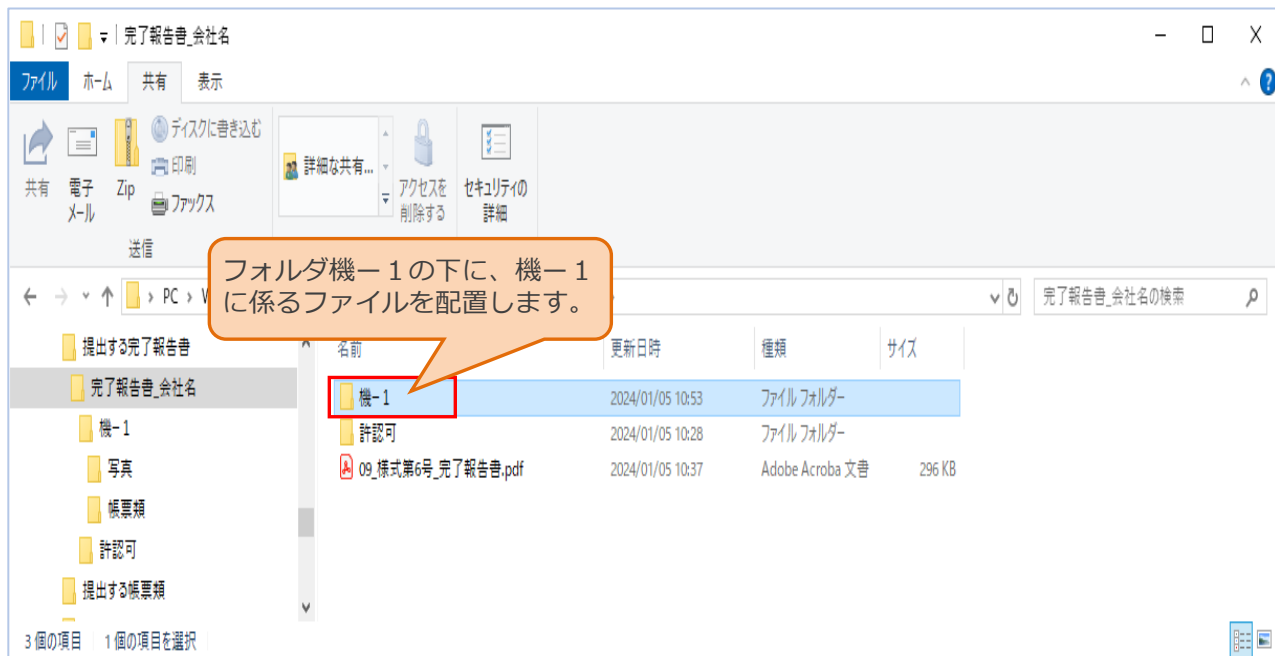 完了報告書_会社名
ファイル ホーム 共有 表示
共有
電子
メール
Zip
ディスクに書き込む
印刷
ファックス
送信
詳細な共有...
アクセスを
削除する
セキュリティの
詳細
フォルダ機ー１の下に、機ー１
に係るファイルを配置します。
PC
完了報告書_会社名の検索
提出する完了報告書
完了報告書_会社名
機-1
写真
帳票類
許認可
提出する帳票類
名前 更新日時 種類 サイズ
機-1 2024/01/05 10:53 ファイル フォルダー
許認可 2024/01/05 10:28 ファイル フォルダー
09_様式第6号_完了報告書.pdf 2024/01/05 10:37 Adobe Acroba 文書 296 KB
3 個の項目 1 個の項目を選択